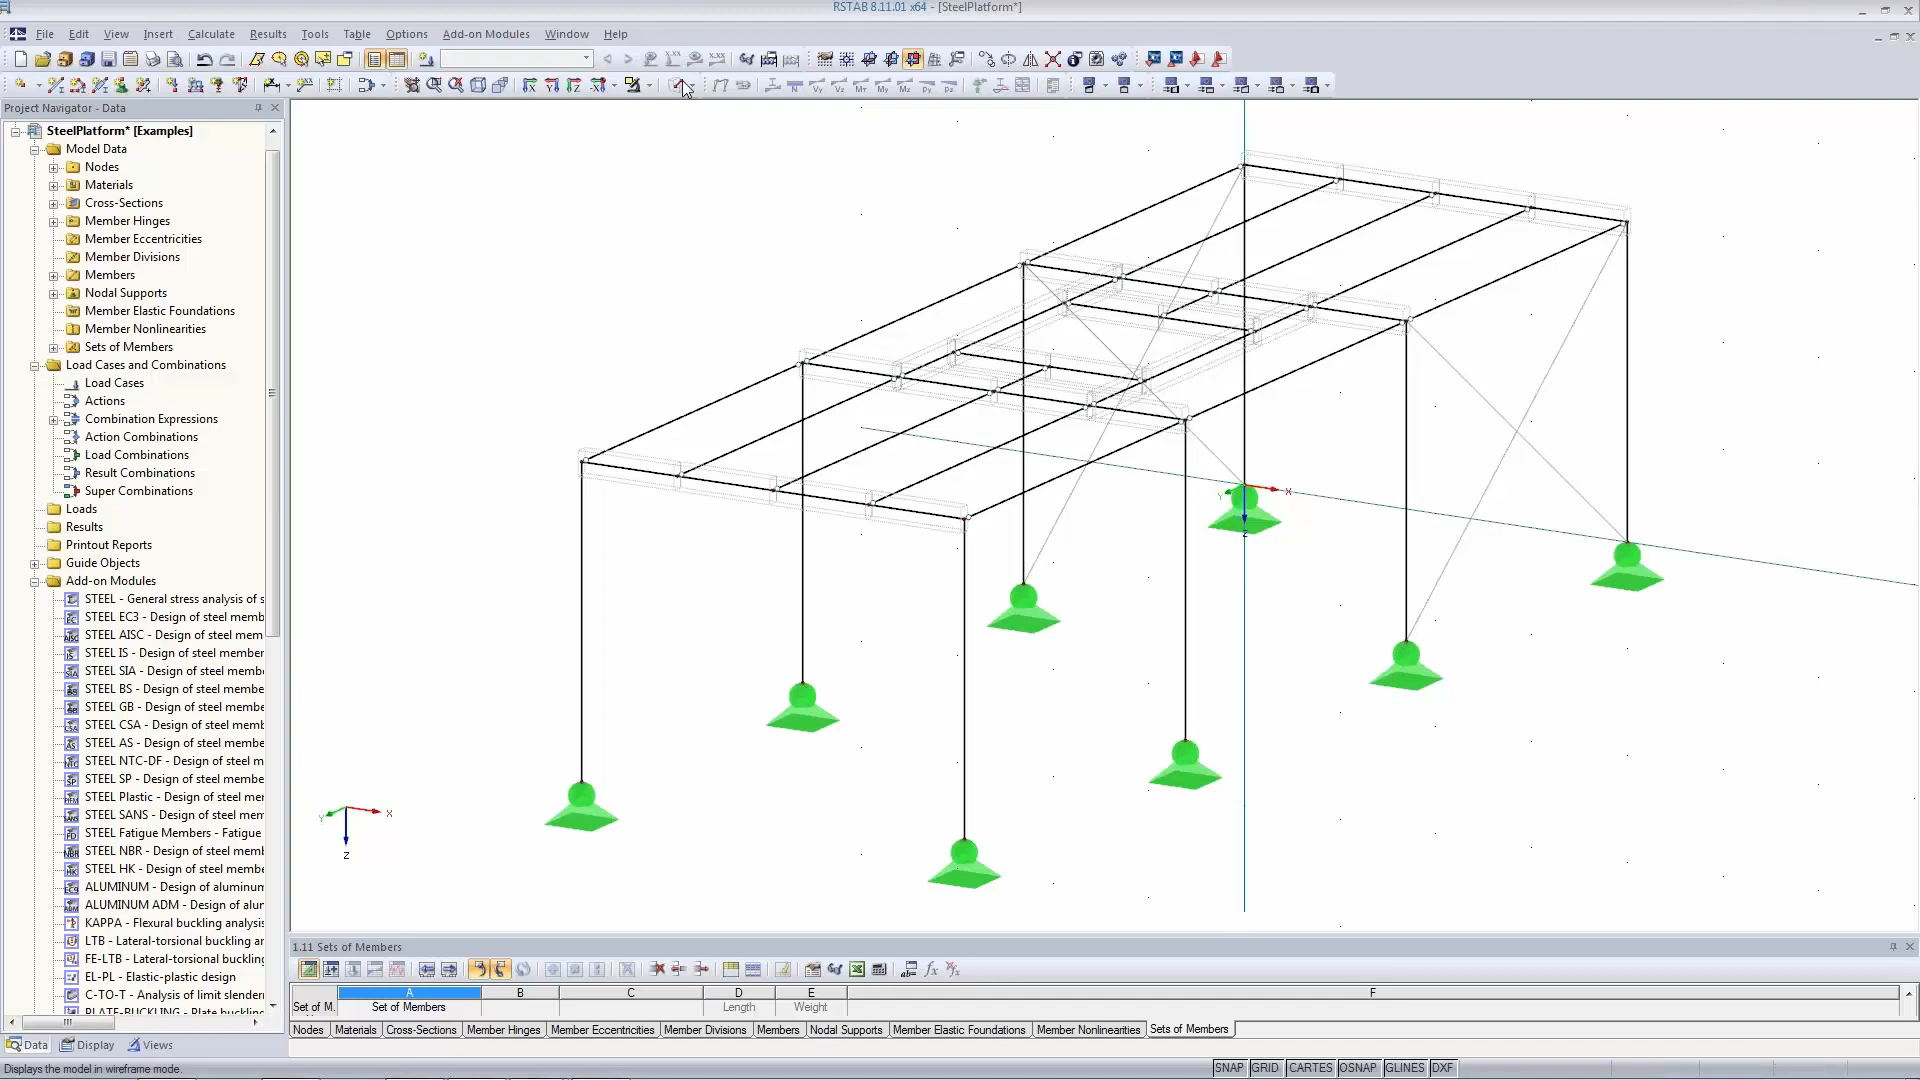 RSTAB 8.11.01 x64 - [SteelPlatform*]
File Edit View Insert Calculate Results Tools Table Options Add-on Modules Window Help
Project Navigator - Data
SteelPlatform* [Examples]
Model Data
Nodes
Materials
Cross-Sections
Member Hinges
Member Eccentricities
Member Divisions
Members
Nodal Supports
Member Elastic Foundations
Member Nonlinearities
Sets of Members
Load Cases and Combinations
Load Cases
Actions
Combination Expressions
Action Combinations
Load Combinations
Result Combinations
Super Combinations
Loads
Results
Printout Reports
Guide Objects
Add-on Modules
STEEL - General stress analysis of s
STEEL EC3 - Design of steel memb
STEEL AISC - Design of steel mem
STEEL IS - Design of steel membe
STEEL SIA - Design of steel membe
STEEL BS - Design of steel membe
STEEL GB - Design of steel membe
STEEL CSA - Design of steel membe
STEEL AS - Design of steel membe
STEEL NTC-DF - Design of steel m
STEEL SP - Design of steel membe
STEEL Plastic - Design of steel mer
STEEL SANS - Design of steel mem
STEEL Fatigue Members - Fatigue
STEEL NBR - Design of steel memb
STEEL HK - Design of steel membe
ALUMINUM - Design of aluminum
ALUMINUM ADM - Design of alur
KAPPA - Flexural buckling analysis
LTB - Lateral-torsional buckling ar
FE-LTB - Lateral-torsional buckling
EL-PL - Elastic-plastic design
C-TO-T - Analysis of limit slendern
PLATE-BUCKLING - Plate buckling
Data Display Views
X
Y
Z
X
Y
Z
1.11 Sets of Members
A B C D E F
Set of M. Set of Members Length Weight
Nodes Materials Cross-Sections Member Hinges Member Eccentricities Member Divisions Members Nodal Supports Member Elastic Foundations Member Nonlinearities Sets of Members
Displays the model in wireframe mode.
SNAP GRID CARTES OSNAP GLINES DXF